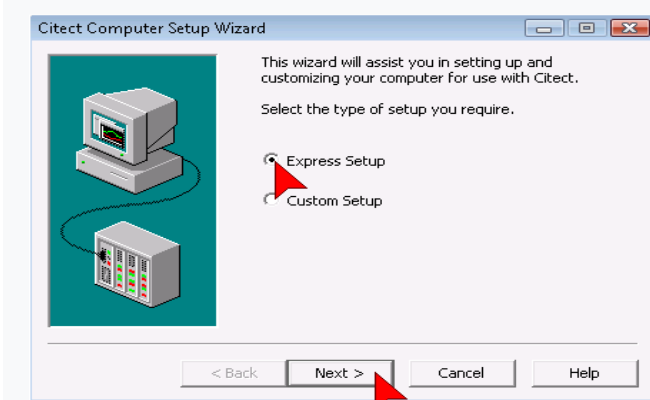 Citect Computer Setup Wizard
This wizard will assist you in setting up and
customizing your computer for use with Citect.
Select the type of setup you require.
Express Setup
Custom Setup
< Back Next > Cancel Help